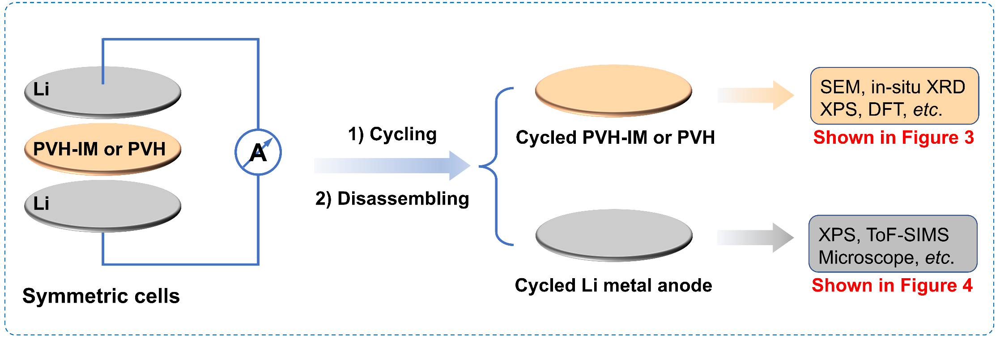 Li
PVH-IM or PVH
Li
A
Symmetric cells
1) Cycling
2) Disassembling
Cycled PVH-IM or PVH
SEM, in-situ XRD
XPS, DFT, etc.
Shown in Figure 3
Cycled Li metal anode
XPS, ToF-SIMS
Microscope, etc.
Shown in Figure 4